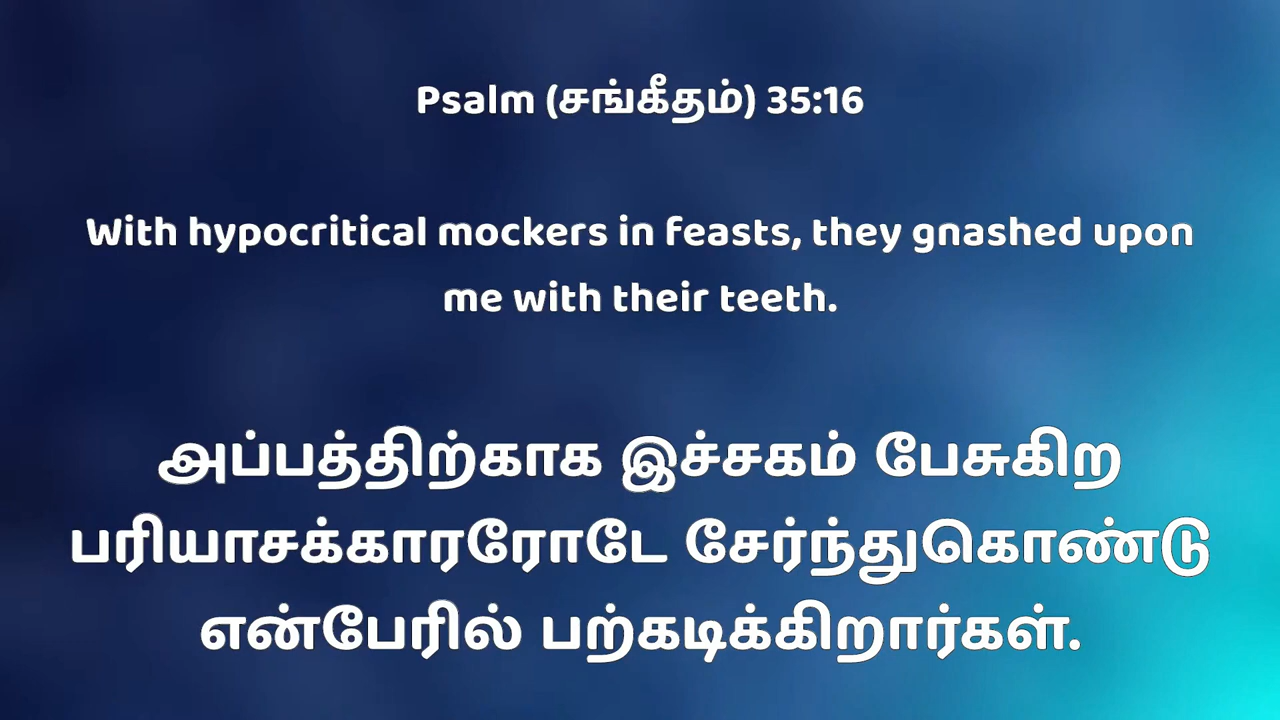 Psalm (சங்கீதம்) 35:16
With hypocritical mockers in feasts, they gnashed upon
me with their teeth.
அப்பத்திற்காக இச்சகம் பேசுகிற
பரியாசக்காரரோடே சேர்ந்துகொண்டு
என்பேரில் பற்கடிக்கிறார்கள்.